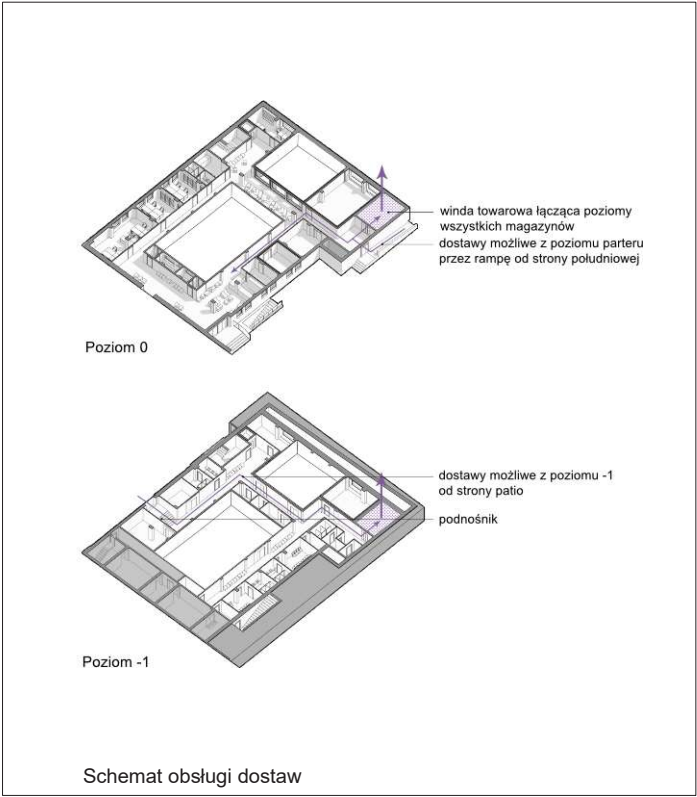 winda towarowa łącząca poziomy
wszystkich magazynów
dostawy możliwe z poziomu parteru
przez rampę od strony południowej
Poziom 0
dostawy możliwe z poziomu -1
od strony patio
podnośnik
Poziom -1
Schemat obsługi dostaw